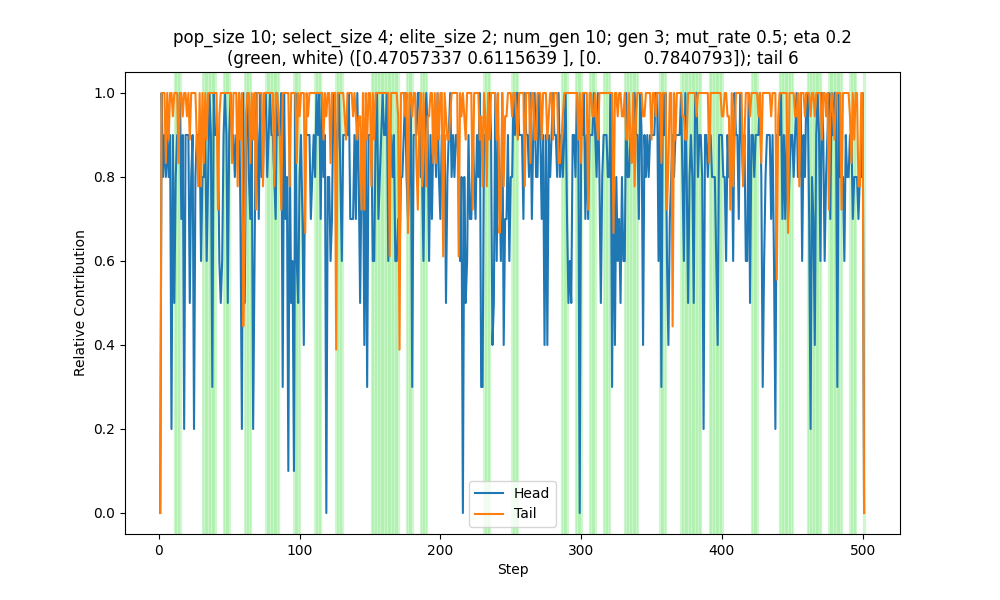 pop_size 10; select_size 4; elite_size 2; num_gen 10; gen 3; mut_rate 0.5; eta 0.2
(green, white) ([0.47057337 0.6115639 ], [0.        0.7840793]); tail 6
1.0
0.8
0.6
0.4
0.2
0.0
Relative Contribution
Head
Tail
0
100
200
300
400
500
Step